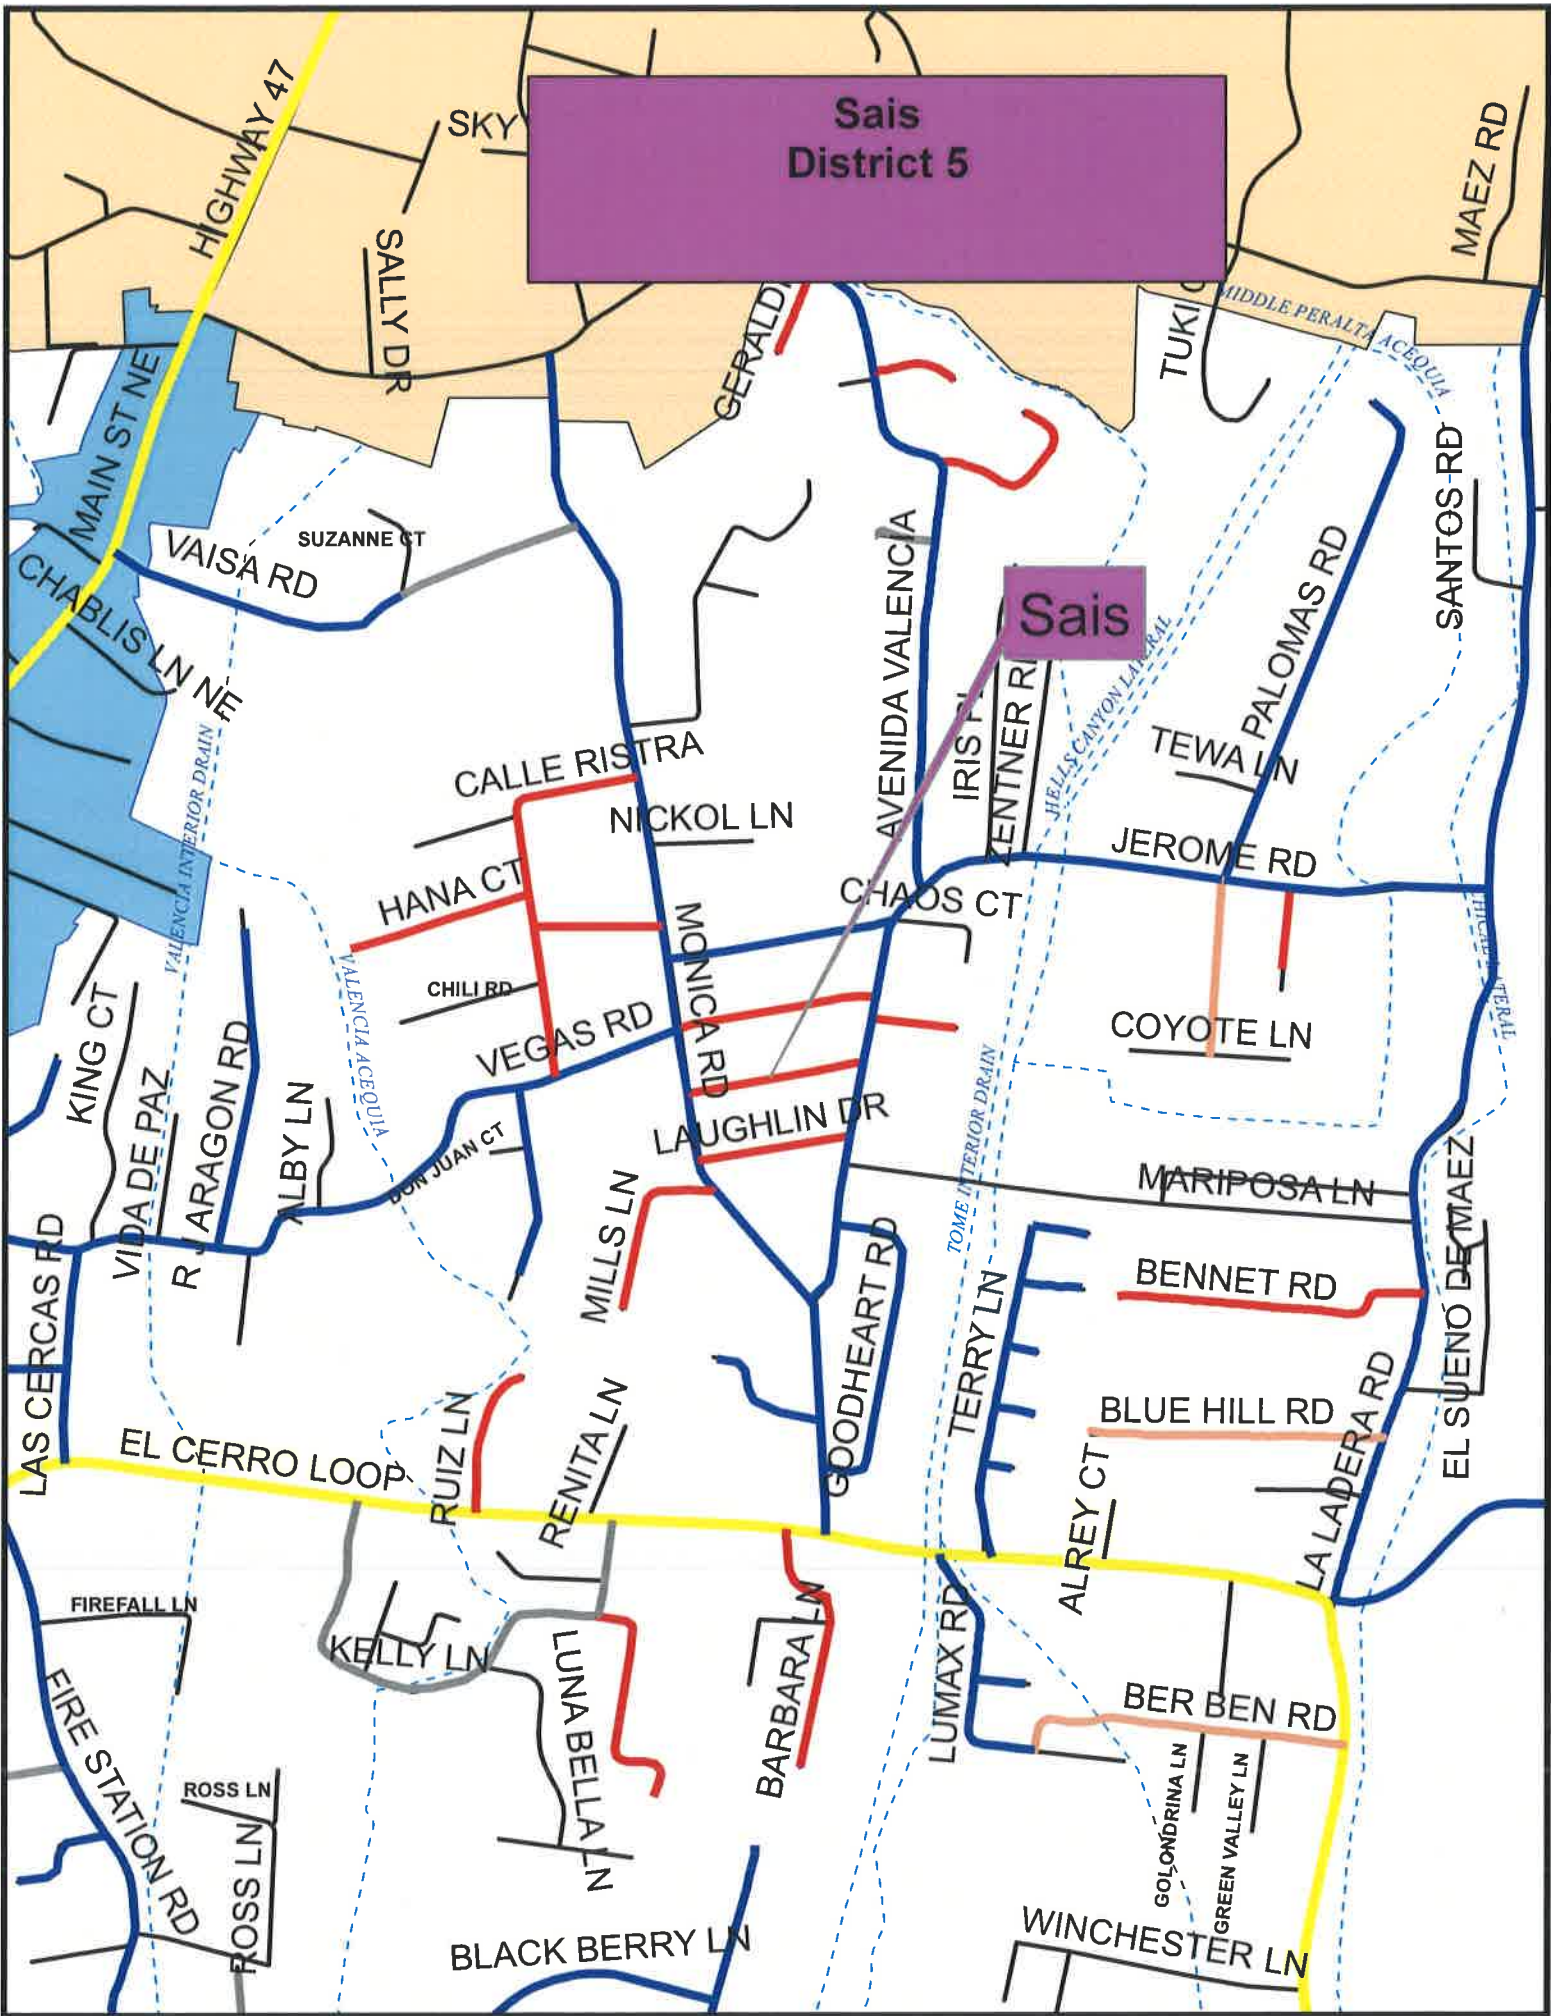 Sais
District 5
HIGHWAY 47
SKY
MAEZ RD
SALLY DR
MIDDLE PERALTA ACEQUIA
MAIN ST NE
SUZANNE CT
VAISA RD
CHABLIS LN NE
AVENIDA VALENCIA
Sais
SANTOS RD
PALOMAS RD
HELLS CANYON LATERAL
TEWA LN
IRIS PL
ZENTNER RD
CALLE RISTRA
NICKOL LN
VALENCIA INTERIOR DRAIN
JEROME RD
HANA CT
CHAOS CT
MONICA RD
VALENCIA ACEQUIA
CHILI RD
COYOTE LN
KING CT
VEGAS RD
VIDA DE PAZ
R J ARAGON RD
ALBY LN
LAUGHLIN DR
DON JUAN CT
TOME INTERIOR DRAIN
MARIPOSA LN
EL SUENO DE MAEZ
MILLS LN
BENNET RD
GOODHEART RD
TERRY LN
LAS CERCAS RD
BLUE HILL RD
LA LADERA RD
RUIZ LN
RENITA LN
EL CERRO LOOP
ALREY CT
FIREFALL LN
KELLY LN
LUNA BELLA LN
BARBARA LN
LUMAX RD
BER BEN RD
FIRE STATION RD
ROSS LN
ROSS LN
GOLONDRINA LN
GREEN VALLEY LN
BLACK BERRY LN
WINCHESTER LN